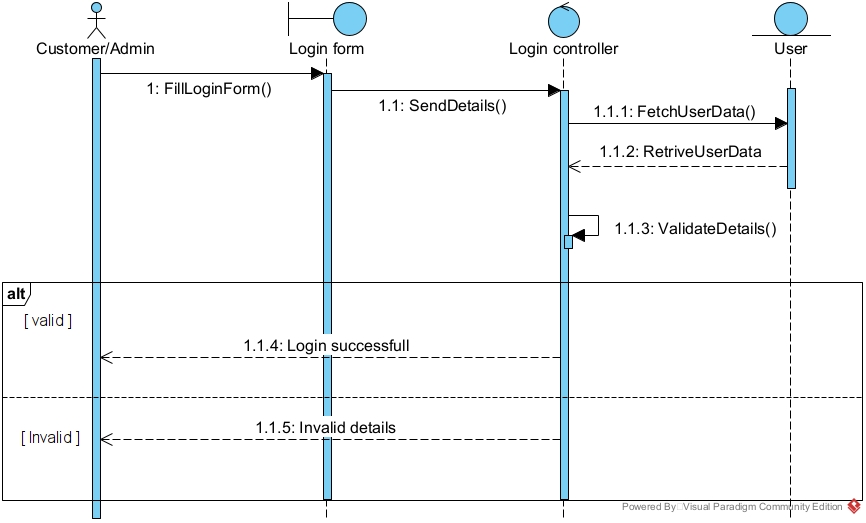 Customer/Admin
Login form
Login controller
User
1: FillLoginForm()
1.1: SendDetails()
1.1.1: FetchUserData()
1.1.2: RetriveUserData
1.1.3: ValidateDetails()
alt
[ valid ]
1.1.4: Login successfull
[ Invalid ]
1.1.5: Invalid details
Powered By Visual Paradigm Community Edition